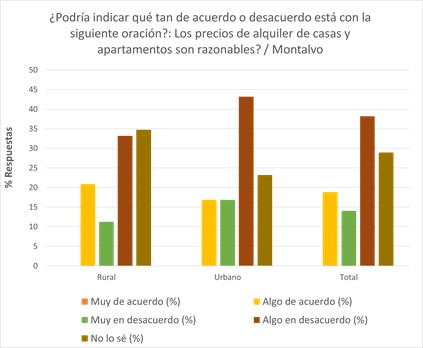 ¿Podría indicar qué tan de acuerdo o desacuerdo está con la
siguiente oración?: Los precios de alquiler de casas y
apartamentos son razonables? / Montalvo
% Respuestas
50
45
40
35
30
25
20
15
10
5
0
Rural
Urbano
Total
Muy de acuerdo (%)
Algo de acuerdo (%)
Muy en desacuerdo (%)
Algo en desacuerdo (%)
No lo sé (%)